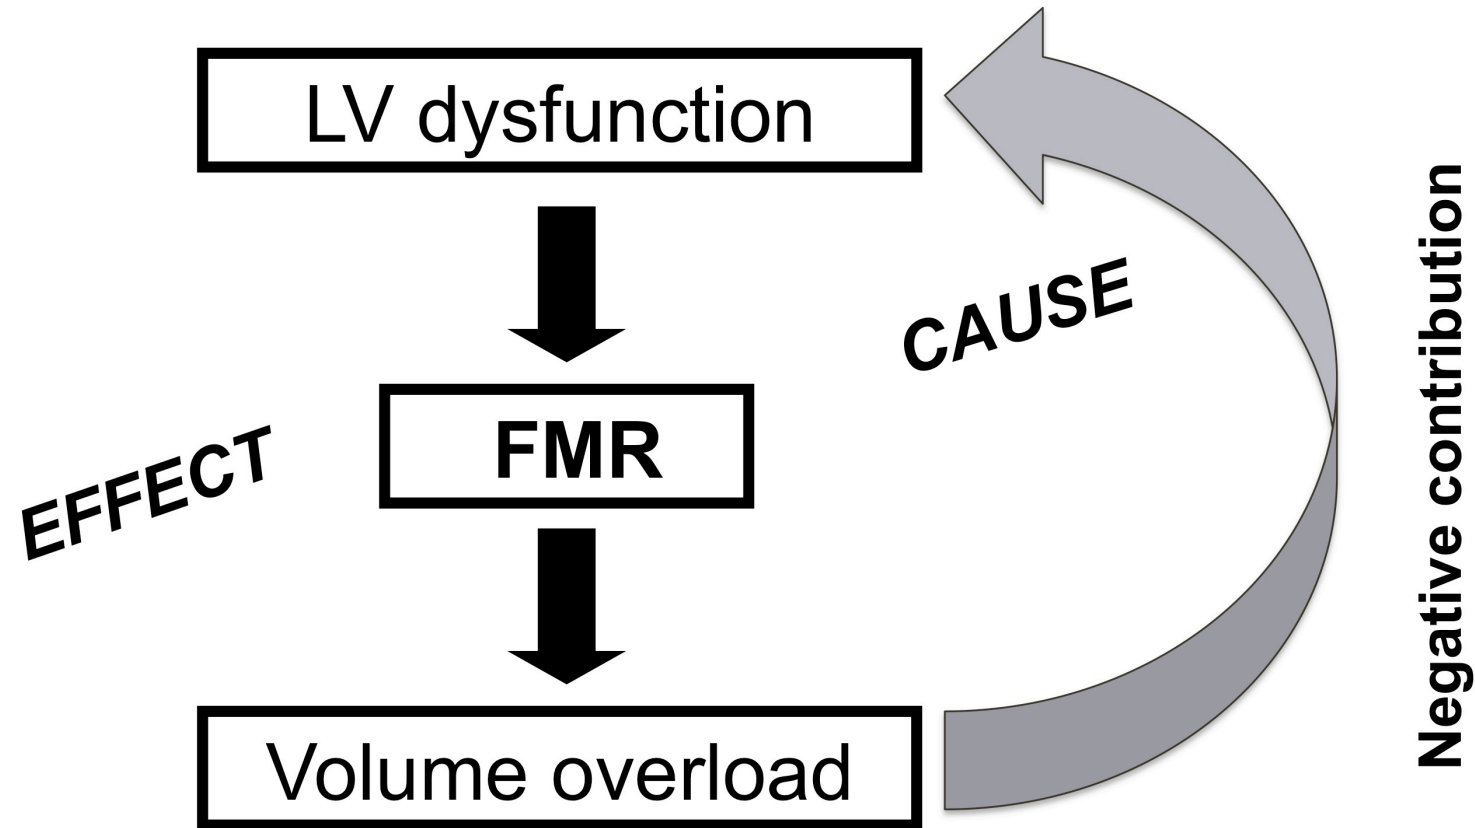 LV dysfunction
CAUSE
FMR
EFFECT
Volume overload
Negative contribution